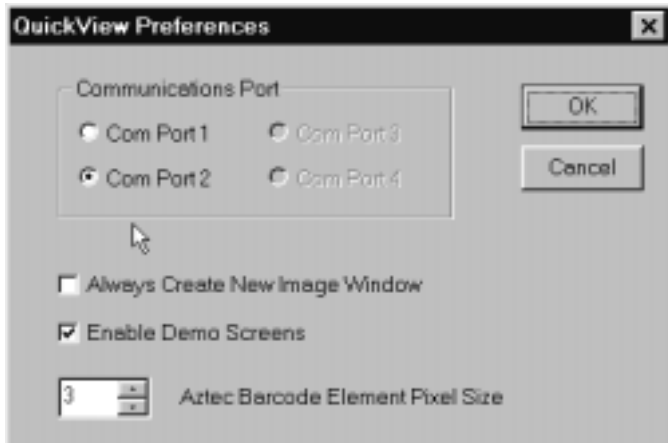 QuickView Preferences
Communications Port
Com Port 1
Com Port 3
Com Port 2
Com Port 4
OK
Cancel
Always Create New Image Window
Enable Demo Screens
3
Aztec Barcode Element Pixel Size